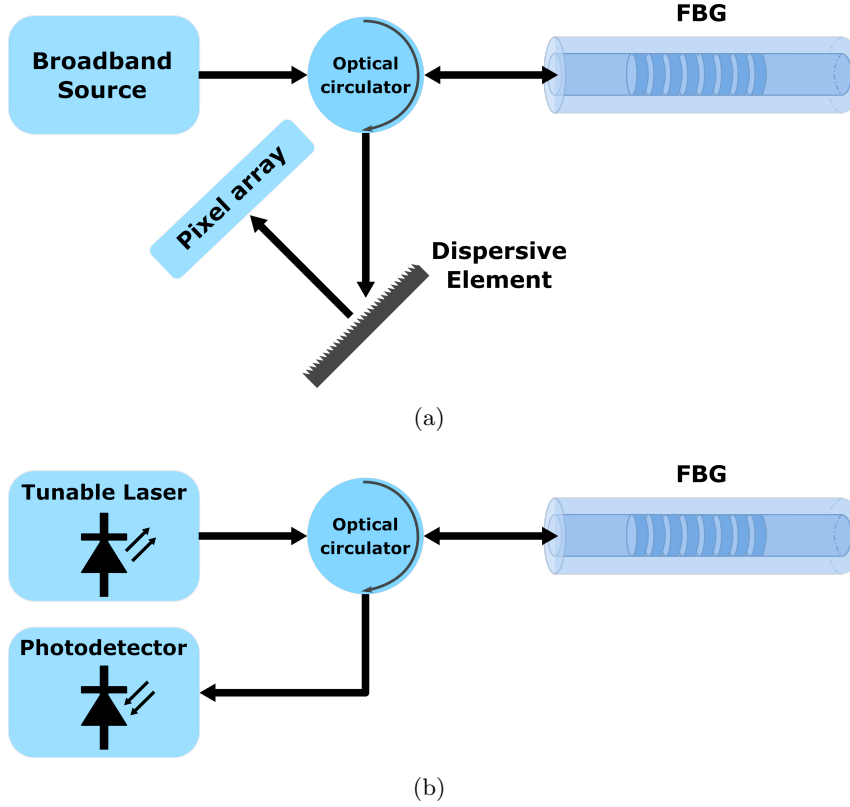 FBG
Broadband
Source
Optical
circulator
Pixel array
Dispersive
Element
(a)
FBG
Tunable Laser
Optical
circulator
Photodetector
(b)